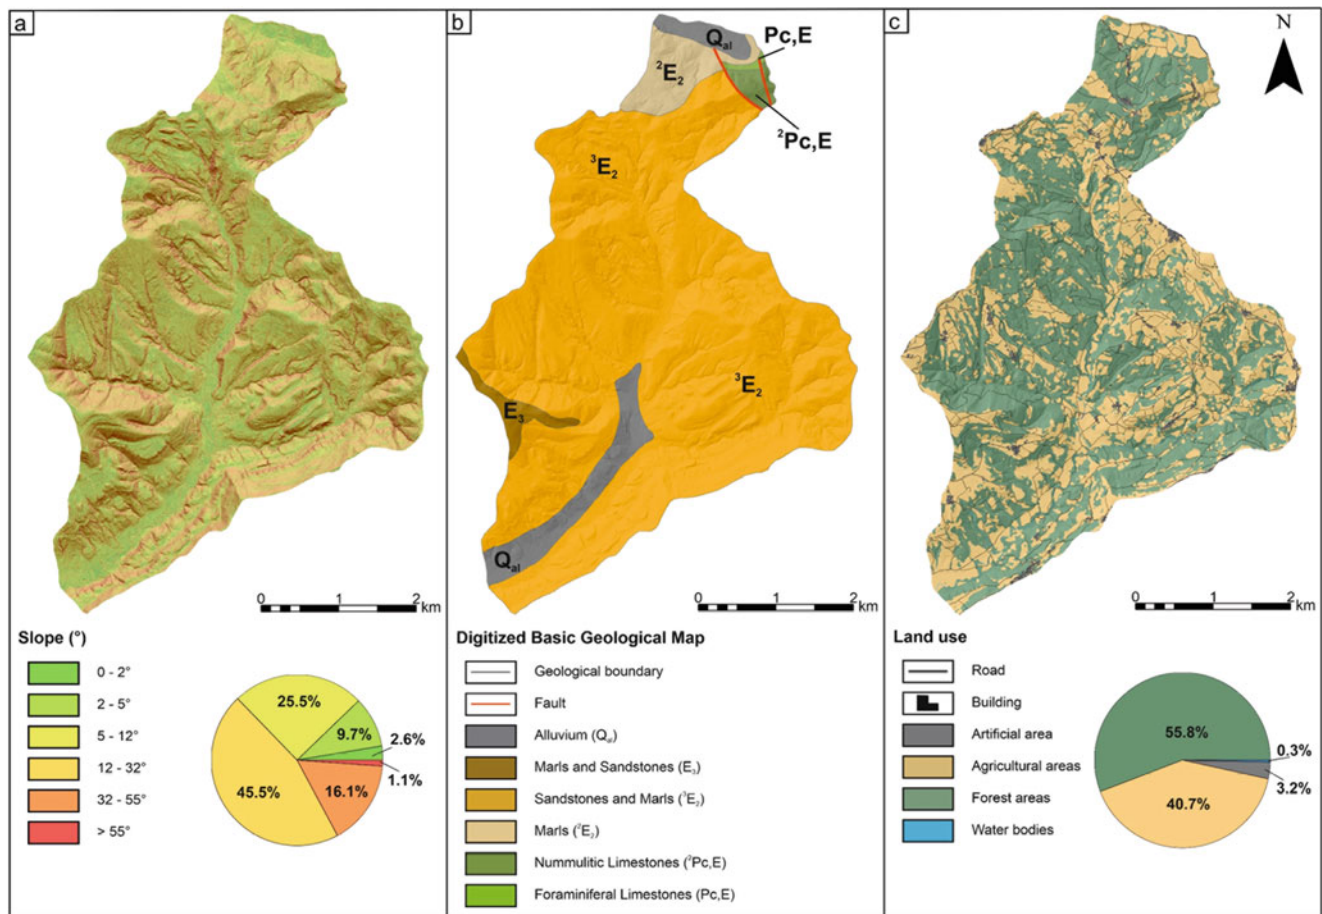 a
0 1 2
km
Slope (°)
0 - 2°
2 - 5°
5 - 12°
12 - 32°
32 - 55°
> 55°
25.5%
9.7%
2.6%
1.1%
16.1%
45.5%
b
Qal
Pc,E
²E₂
²Pc,E
³E₂
³E₂
E₃
Qal
0 1 2
km
Digitized Basic Geological Map
Geological boundary
Fault
Alluvium (Qal)
Marls and Sandstones (E₃)
Sandstones and Marls (³E₂)
Marls (²E₂)
Nummulitic Limestones (²Pc,E)
Foraminiferal Limestones (Pc,E)
c
N
0 1 2
km
Land use
Road
Building
Artificial area
Agricultural areas
Forest areas
Water bodies
55.8%
0.3%
3.2%
40.7%